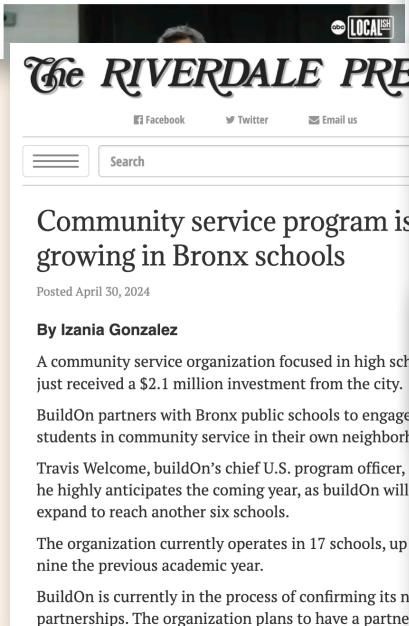 abc LOCALish
The RIVERDALE PRE
Facebook Twitter Email us
Search
Community service program is
growing in Bronx schools
Posted April 30, 2024
By Izania Gonzalez
A community service organization focused in high sch
just received a $2.1 million investment from the city.
BuildOn partners with Bronx public schools to engage
students in community service in their own neighborh
Travis Welcome, buildOn's chief U.S. program officer,
he highly anticipates the coming year, as buildOn will
expand to reach another six schools.
The organization currently operates in 17 schools, up
nine the previous academic year.
BuildOn is currently in the process of confirming its n
partnerships. The organization plans to have a partne